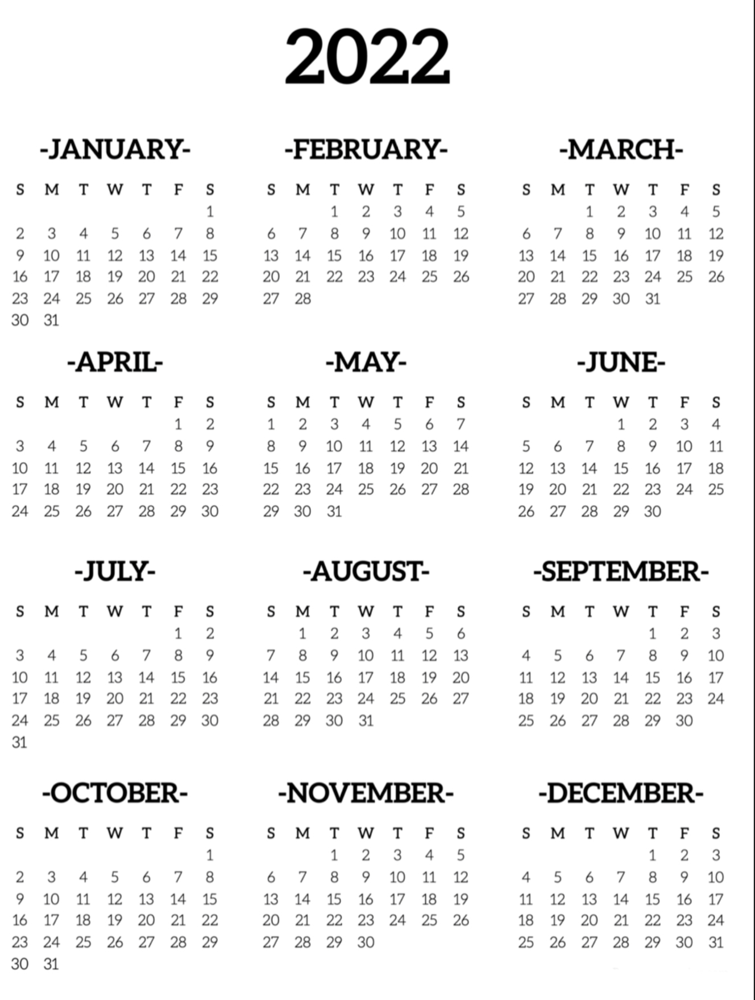 2022
-JANUARY-
S M T W T F S
1
2 3 4 5 6 7 8
9 10 11 12 13 14 15
16 17 18 19 20 21 22
23 24 25 26 27 28 29
30 31
-FEBRUARY-
S M T W T F S
1 2 3 4 5
6 7 8 9 10 11 12
13 14 15 16 17 18 19
20 21 22 23 24 25 26
27 28
-MARCH-
S M T W T F S
1 2 3 4 5
6 7 8 9 10 11 12
13 14 15 16 17 18 19
20 21 22 23 24 25 26
27 28 29 30 31
-APRIL-
S M T W T F S
1 2
3 4 5 6 7 8 9
10 11 12 13 14 15 16
17 18 19 20 21 22 23
24 25 26 27 28 29 30
-MAY-
S M T W T F S
1 2 3 4 5 6 7
8 9 10 11 12 13 14
15 16 17 18 19 20 21
22 23 24 25 26 27 28
29 30 31
-JUNE-
S M T W T F S
1 2 3 4
5 6 7 8 9 10 11
12 13 14 15 16 17 18
19 20 21 22 23 24 25
26 27 28 29 30
-JULY-
S M T W T F S
1 2
3 4 5 6 7 8 9
10 11 12 13 14 15 16
17 18 19 20 21 22 23
24 25 26 27 28 29 30
31
-AUGUST-
S M T W T F S
1 2 3 4 5 6
7 8 9 10 11 12 13
14 15 16 17 18 19 20
21 22 23 24 25 26 27
28 29 30 31
-SEPTEMBER-
S M T W T F S
1 2 3
4 5 6 7 8 9 10
11 12 13 14 15 16 17
18 19 20 21 22 23 24
25 26 27 28 29 30
-OCTOBER-
S M T W T F S
1
2 3 4 5 6 7 8
9 10 11 12 13 14 15
16 17 18 19 20 21 22
23 24 25 26 27 28 29
30 31
-NOVEMBER-
S M T W T F S
1 2 3 4 5
6 7 8 9 10 11 12
13 14 15 16 17 18 19
20 21 22 23 24 25 26
27 28 29 30
-DECEMBER-
S M T W T F S
1 2 3
4 5 6 7 8 9 10
11 12 13 14 15 16 17
18 19 20 21 22 23 24
25 26 27 28 29 30 31